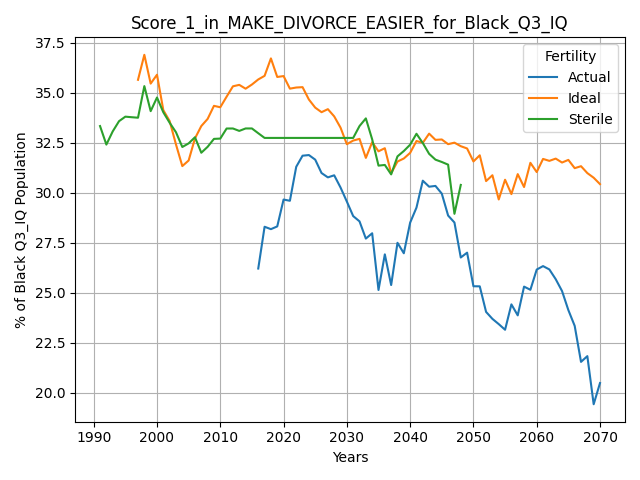 Score_1_in_MAKE_DIVORCE_EASIER_for_Black_Q3_IQ
37.5
35.0
32.5
30.0
27.5
25.0
22.5
20.0
% of Black Q3_IQ Population
Fertility
Actual
Ideal
Sterile
1990 2000 2010 2020 2030 2040 2050 2060 2070
Years